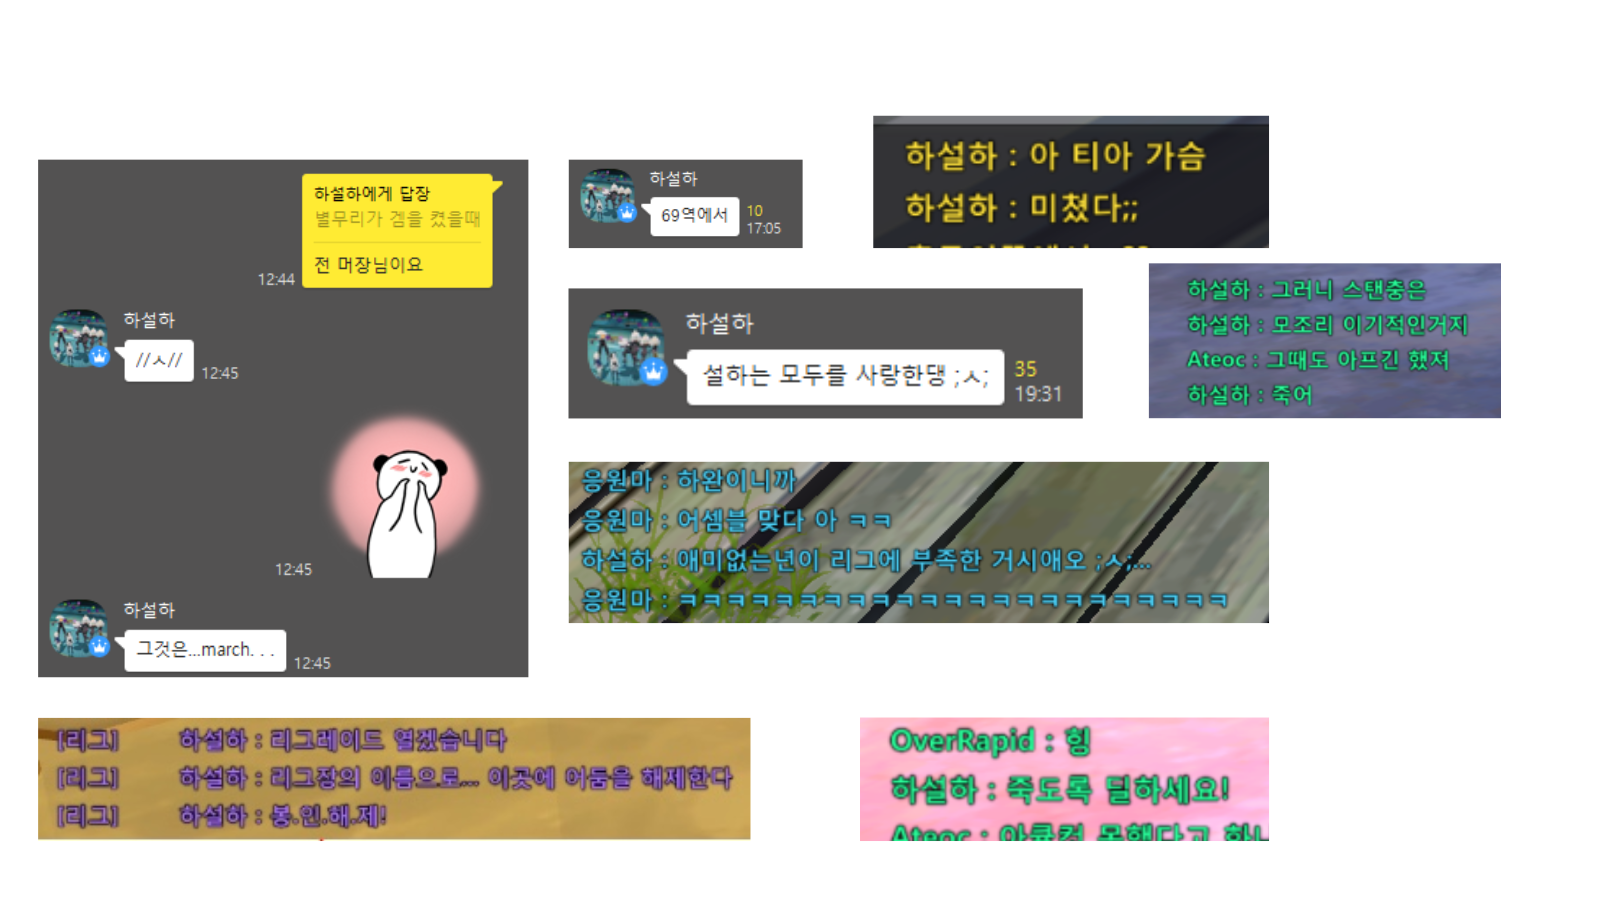 하설하에게 답장
별무리가 겜을 켰을때
전 머장님이요
12:44
하설하
//ㅅ//
12:45
12:45
하설하
그것은...march. . .
12:45
하설하
69역에서
10
17:05
하설하 : 아 티아 가슴
하설하 : 미쳤다;;
하설하
설하는 모두를 사랑한댕 ;ㅅ;
35
19:31
하설하 : 그러니 스탠충은
하설하 : 모조리 이기적인거지
Ateoc : 그때도 아프긴 했져
하설하 : 죽어
응원마 : 하완이니까
응원마 : 어셈블 맞다 아 ㅋㅋ
하설하 : 애미없는년이 리그에 부족한 거시애오 ;ㅅ;...
응원마 : ㅋㅋㅋㅋㅋㅋㅋㅋㅋㅋㅋㅋㅋㅋㅋㅋㅋㅋㅋㅋㅋㅋㅋ
[리그] 하설하 : 리그레이드 열겠습니다
[리그] 하설하 : 리그장의 이름으로... 이곳에 어둠을 해제한다
[리그] 하설하 : 봉.인.해.제!
OverRapid : 힝
하설하 : 죽도록 딜하세요!
Ateoc : 아큘컷 못했다고 하